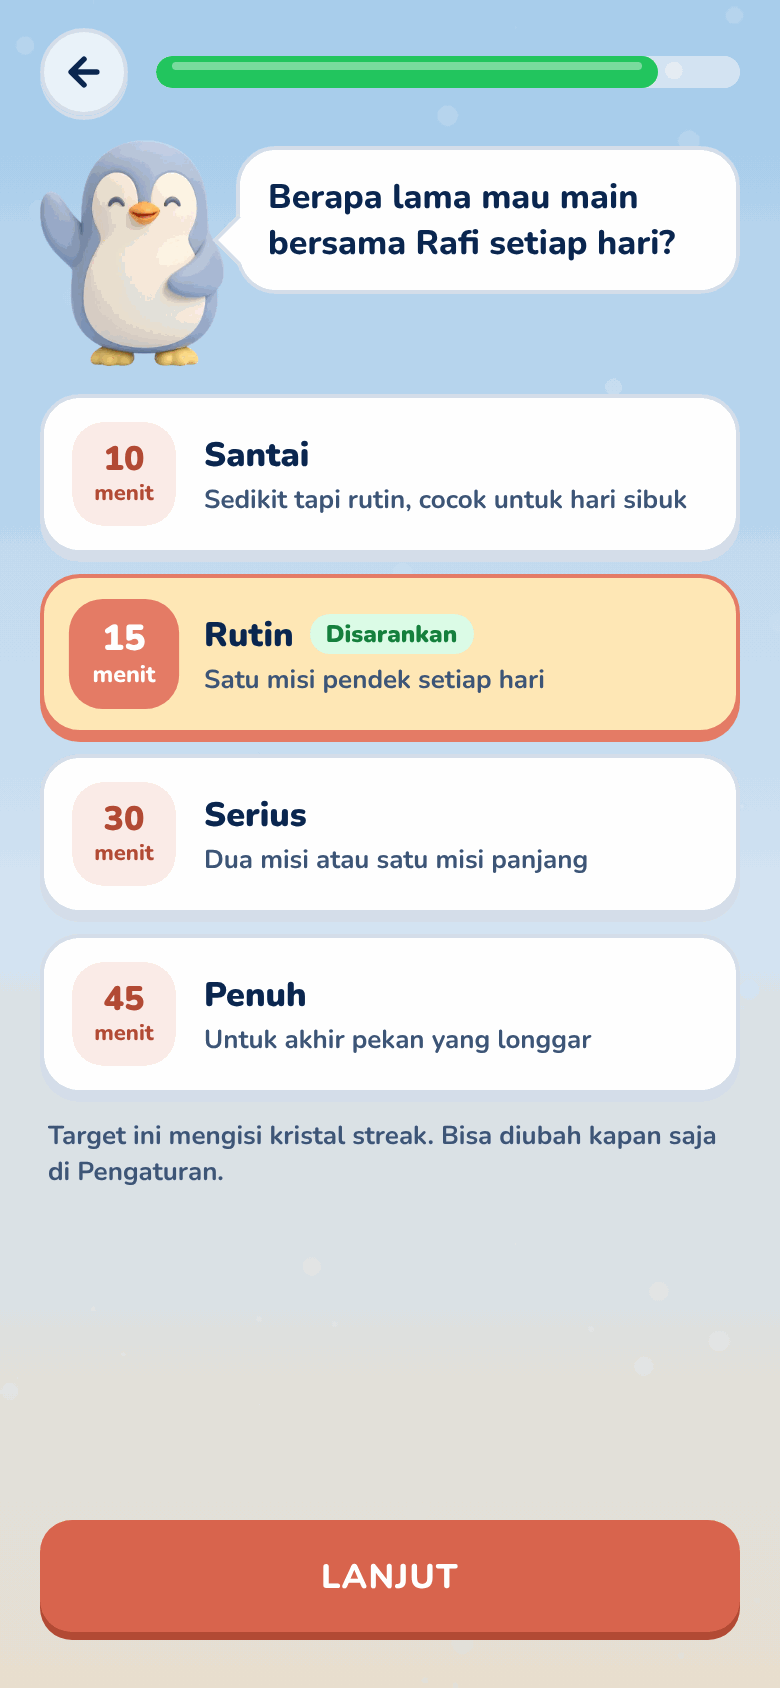 Berapa lama mau main
bersama Rafi setiap hari?
10
menit
Santai
Sedikit tapi rutin, cocok untuk hari sibuk
15
menit
Rutin
Disarankan
Satu misi pendek setiap hari
30
menit
Serius
Dua misi atau satu misi panjang
45
menit
Penuh
Untuk akhir pekan yang longgar
Target ini mengisi kristal streak. Bisa diubah kapan saja
di Pengaturan.
LANJUT